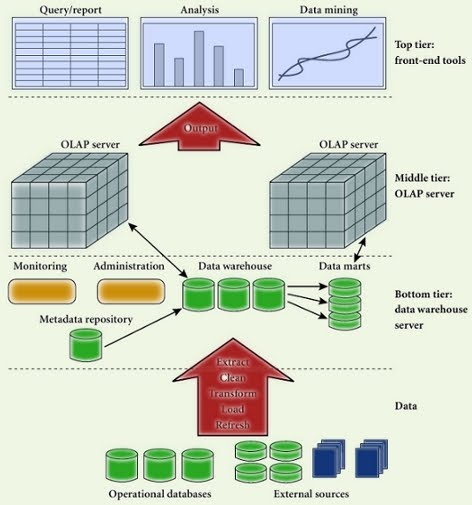 Query/report
Analysis
Data mining
Top tier:
front-end tools
Output
OLAP server
OLAP server
Middle tier:
OLAP server
Monitoring
Administration
Data warehouse
Data marts
Bottom tier:
data warehouse
server
Metadata repository
Extract
Clean
Transform
Load
Refresh
Data
Operational databases
External sources